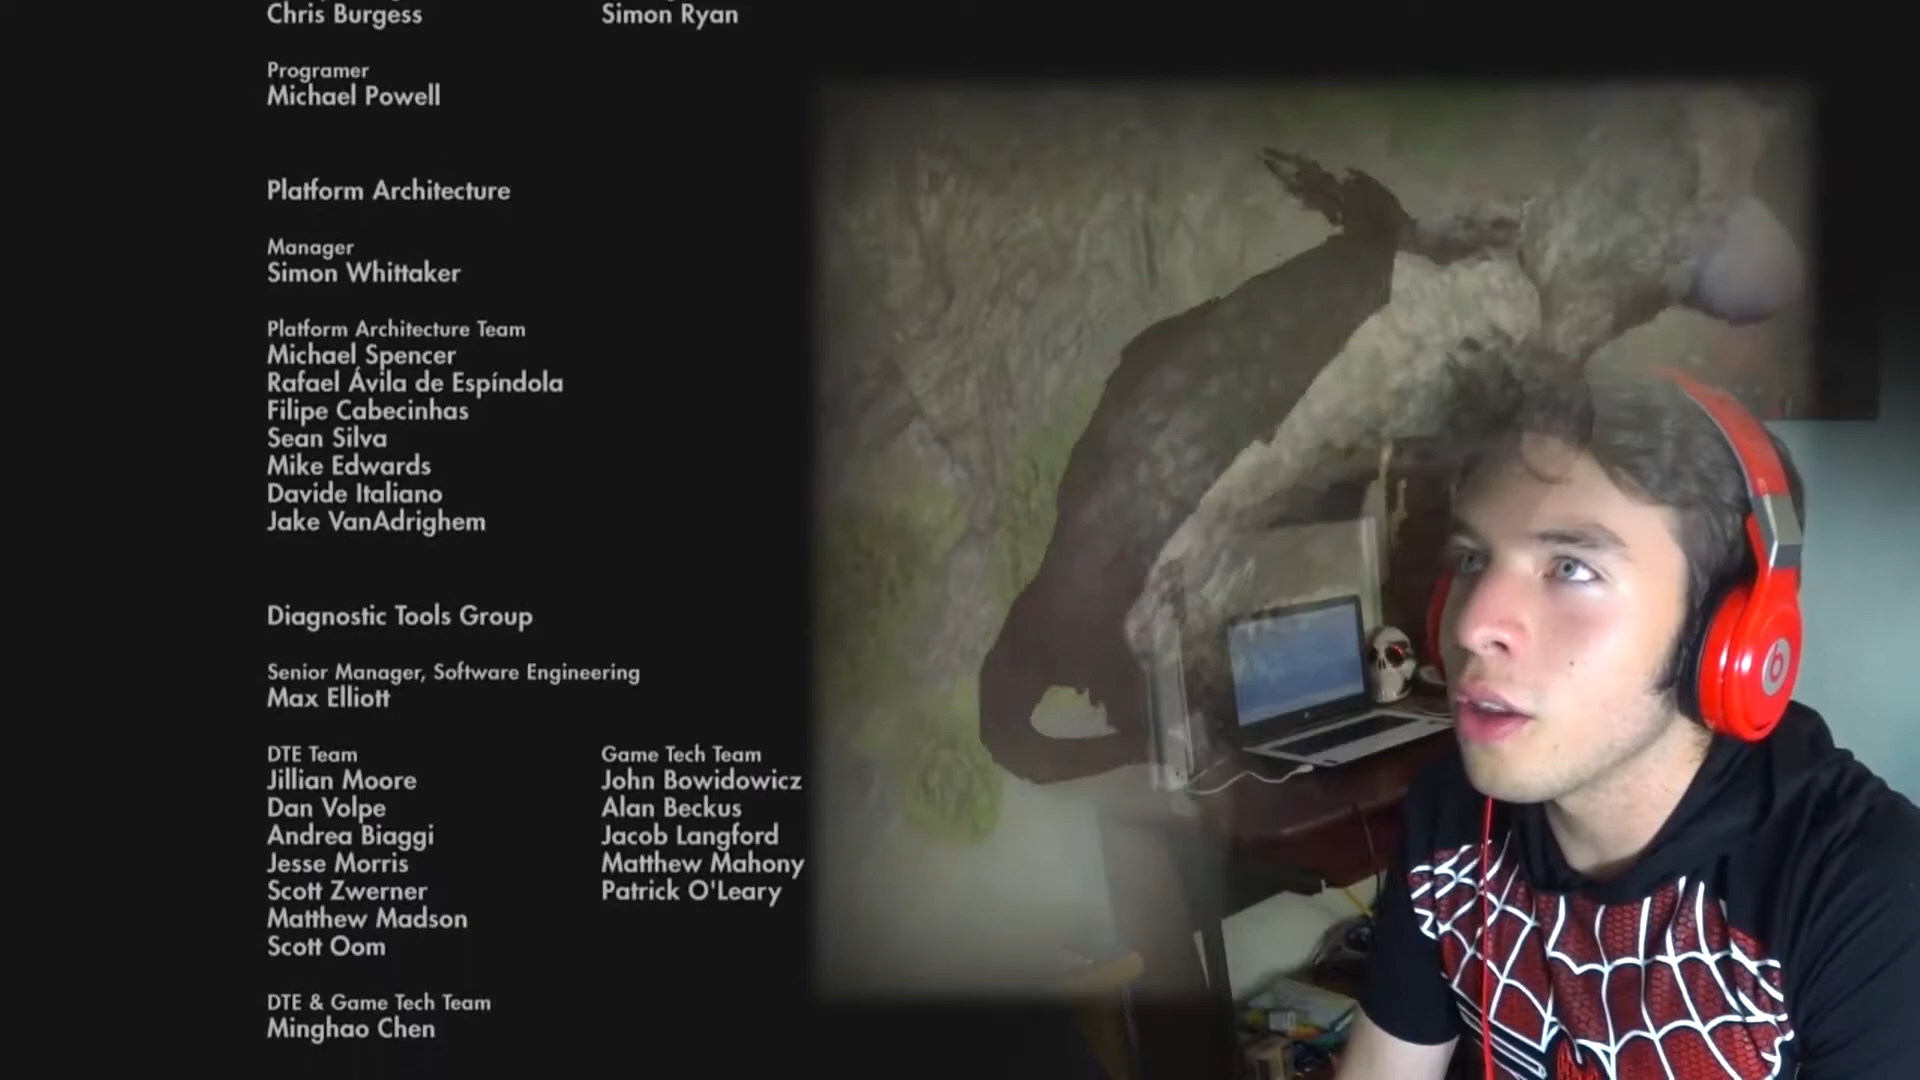 Chris Burgess
Simon Ryan
Programer
Michael Powell
Platform Architecture
Manager
Simon Whittaker
Platform Architecture Team
Michael Spencer
Rafael Ávila de Espíndola
Filipe Cabecinhas
Sean Silva
Mike Edwards
Davide Italiano
Jake VanAdrighem
Diagnostic Tools Group
Senior Manager, Software Engineering
Max Elliott
DTE Team
Jillian Moore
Dan Volpe
Andrea Biaggi
Jesse Morris
Scott Zwerner
Matthew Madson
Scott Oom
Game Tech Team
John Bowidowicz
Alan Beckus
Jacob Langford
Matthew Mahony
Patrick O'Leary
DTE & Game Tech Team
Minghao Chen
b